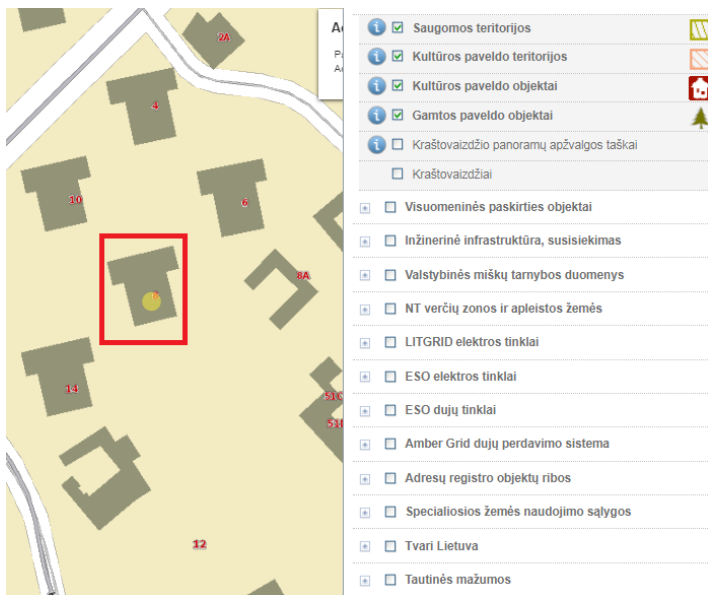 2A
4
10
6
8A
14
51C
12
Saugomos teritorijos
Kultūros paveldo teritorijos
Kultūros paveldo objektai
Gamtos paveldo objektai
Kraštovaizdžio panoramų apžvalgos taškai
Kraštovaizdžiai
Visuomeninės paskirties objektai
Inžinerinė infrastruktūra, susisiekimas
Valstybinės miškų tarnybos duomenys
NT verčių zonos ir apleistos žemės
LITGRID elektros tinklai
ESO elektros tinklai
ESO dujų tinklai
Amber Grid dujų perdavimo sistema
Adresų registro objektų ribos
Specialiosios žemės naudojimo sąlygos
Tvari Lietuva
Tautinės mažumos